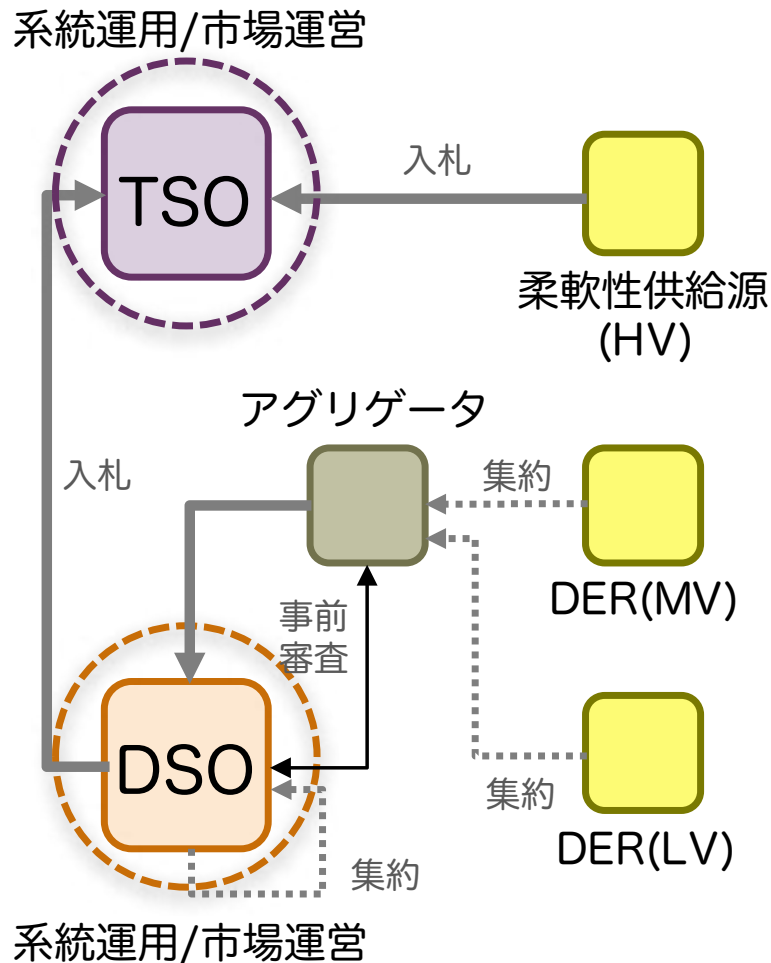 系統運用/市場運営
TSO
入札
柔軟性供給源
(HV)
アグリゲータ
入札
集約
DER(MV)
事前
審査
DSO
集約
DER(LV)
集約
系統運用/市場運営